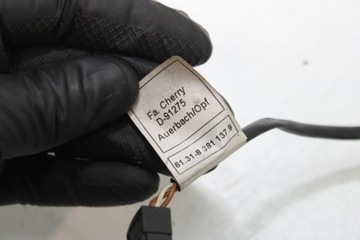 Fa. Cherry
D-91275
Auerbach/Opf
61.31-8 381 137.9